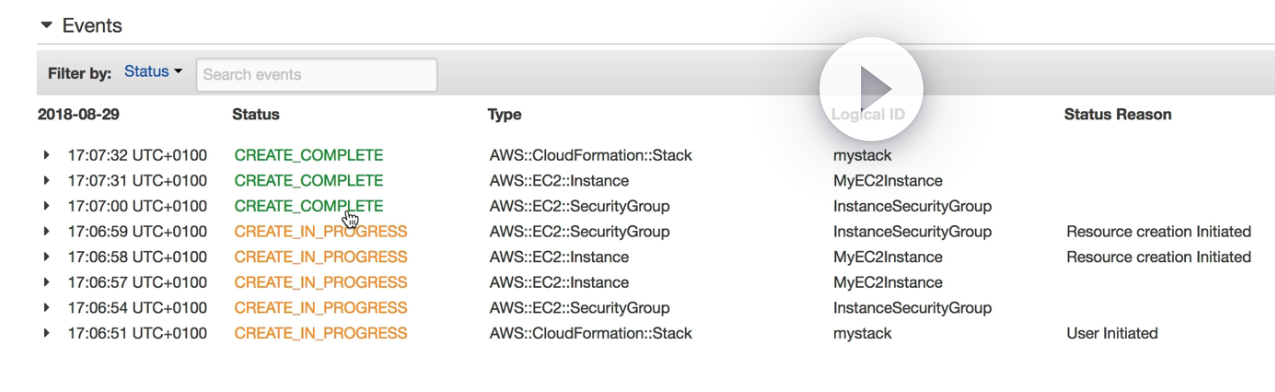 Events
Filter by: Status Search events
2018-08-29 Status Type Logical ID Status Reason
17:07:32 UTC+0100 CREATE_COMPLETE AWS::CloudFormation::Stack mystack
17:07:31 UTC+0100 CREATE_COMPLETE AWS::EC2::Instance MyEC2Instance
17:07:00 UTC+0100 CREATE_COMPLETE AWS::EC2::SecurityGroup InstanceSecurityGroup
17:06:59 UTC+0100 CREATE_IN_PROGRESS AWS::EC2::SecurityGroup InstanceSecurityGroup Resource creation Initiated
17:06:58 UTC+0100 CREATE_IN_PROGRESS AWS::EC2::Instance MyEC2Instance Resource creation Initiated
17:06:57 UTC+0100 CREATE_IN_PROGRESS AWS::EC2::Instance MyEC2Instance
17:06:54 UTC+0100 CREATE_IN_PROGRESS AWS::EC2::SecurityGroup InstanceSecurityGroup
17:06:51 UTC+0100 CREATE_IN_PROGRESS AWS::CloudFormation::Stack mystack User Initiated